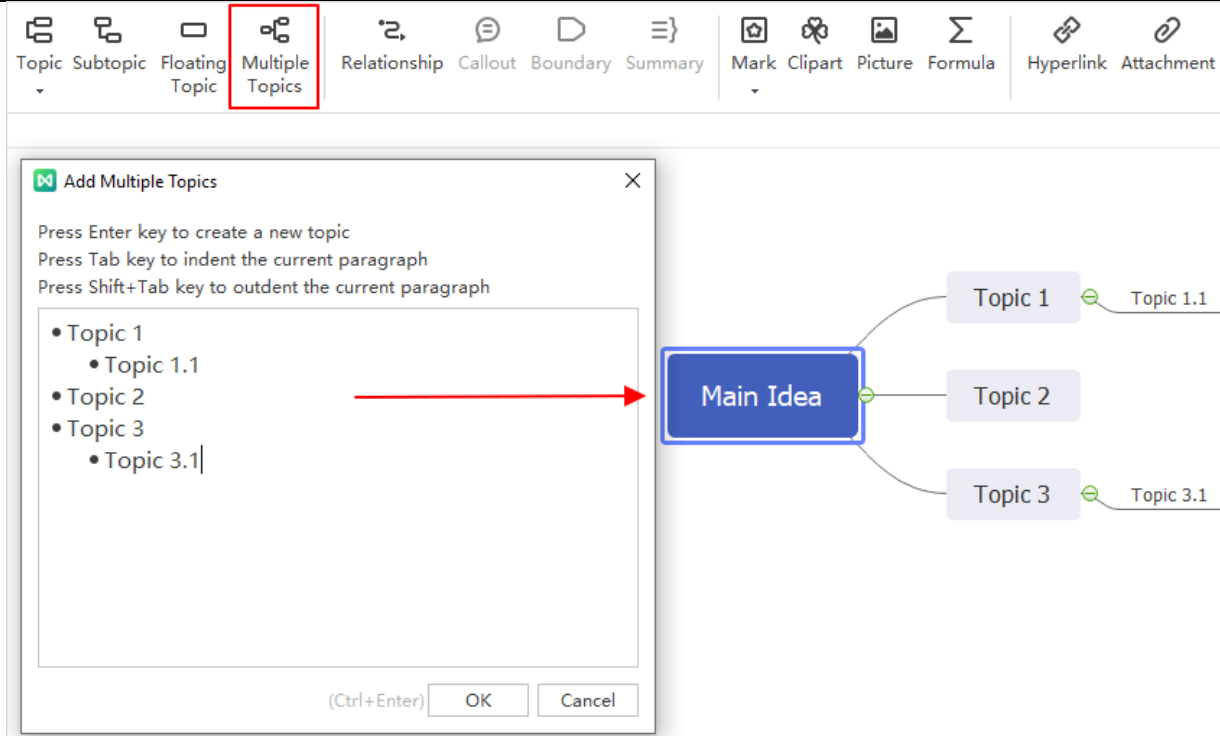 Topic Subtopic Floating Topic Multiple Topics Relationship Callout Boundary Summary Mark Clipart Picture Formula Hyperlink Attachment
Add Multiple Topics
Press Enter key to create a new topic
Press Tab key to indent the current paragraph
Press Shift+Tab key to outdent the current paragraph
• Topic 1
• Topic 1.1
• Topic 2
• Topic 3
• Topic 3.1
(Ctrl+Enter) OK Cancel
Main Idea
Topic 1 Topic 1.1
Topic 2
Topic 3 Topic 3.1